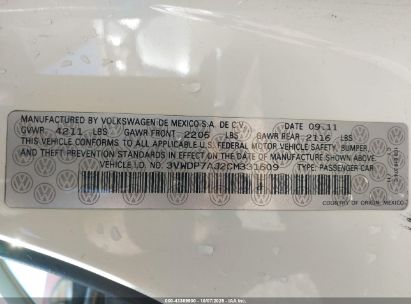 MANUFACTURED BY VOLKSWAGEN DE MEXICO S.A. DE C.V. DATE 09.11
GVWR 4211 LBS GAWR FRONT 2205 LBS GAWR REAR 2116 LBS
THIS VEHICLE CONFORMS TO ALL APPLICABLE U.S. FEDERAL MOTOR VEHICLE SAFETY, BUMPER,
AND THEFT PREVENTION STANDARDS IN EFFECT ON THE DATE OF MANUFACTURE SHOWN ABOVE.
VEHICLE I.D. NO. 3VWDP7AJ2CM331609 TYPE: PASSENGER CAR
COUNTRY OF ORIGIN: MEXICO